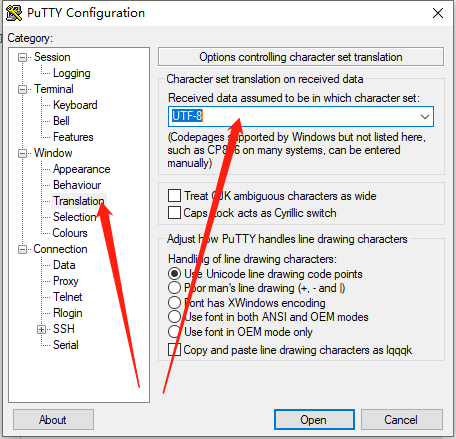 PuTTY Configuration
Category:
Session
Logging
Terminal
Keyboard
Bell
Features
Window
Appearance
Behaviour
Translation
Selection
Colours
Connection
Data
Proxy
Telnet
Rlogin
SSH
Serial
Options controlling character set translation
Character set translation on received data
Received data assumed to be in which character set:
UTF-8
(Codepages supported by Windows but not listed here,
such as CP866 on many systems, can be entered
manually)
Treat CJK ambiguous characters as wide
Caps Lock acts as Cyrillic switch
Adjust how PuTTY handles line drawing characters
Handling of line drawing characters:
Use Unicode line drawing code points
Poor man's line drawing (+, - and |)
Font has XWindows encoding
Use font in both ANSI and OEM modes
Use font in OEM mode only
Copy and paste line drawing characters as lqqqk
About
Open
Cancel